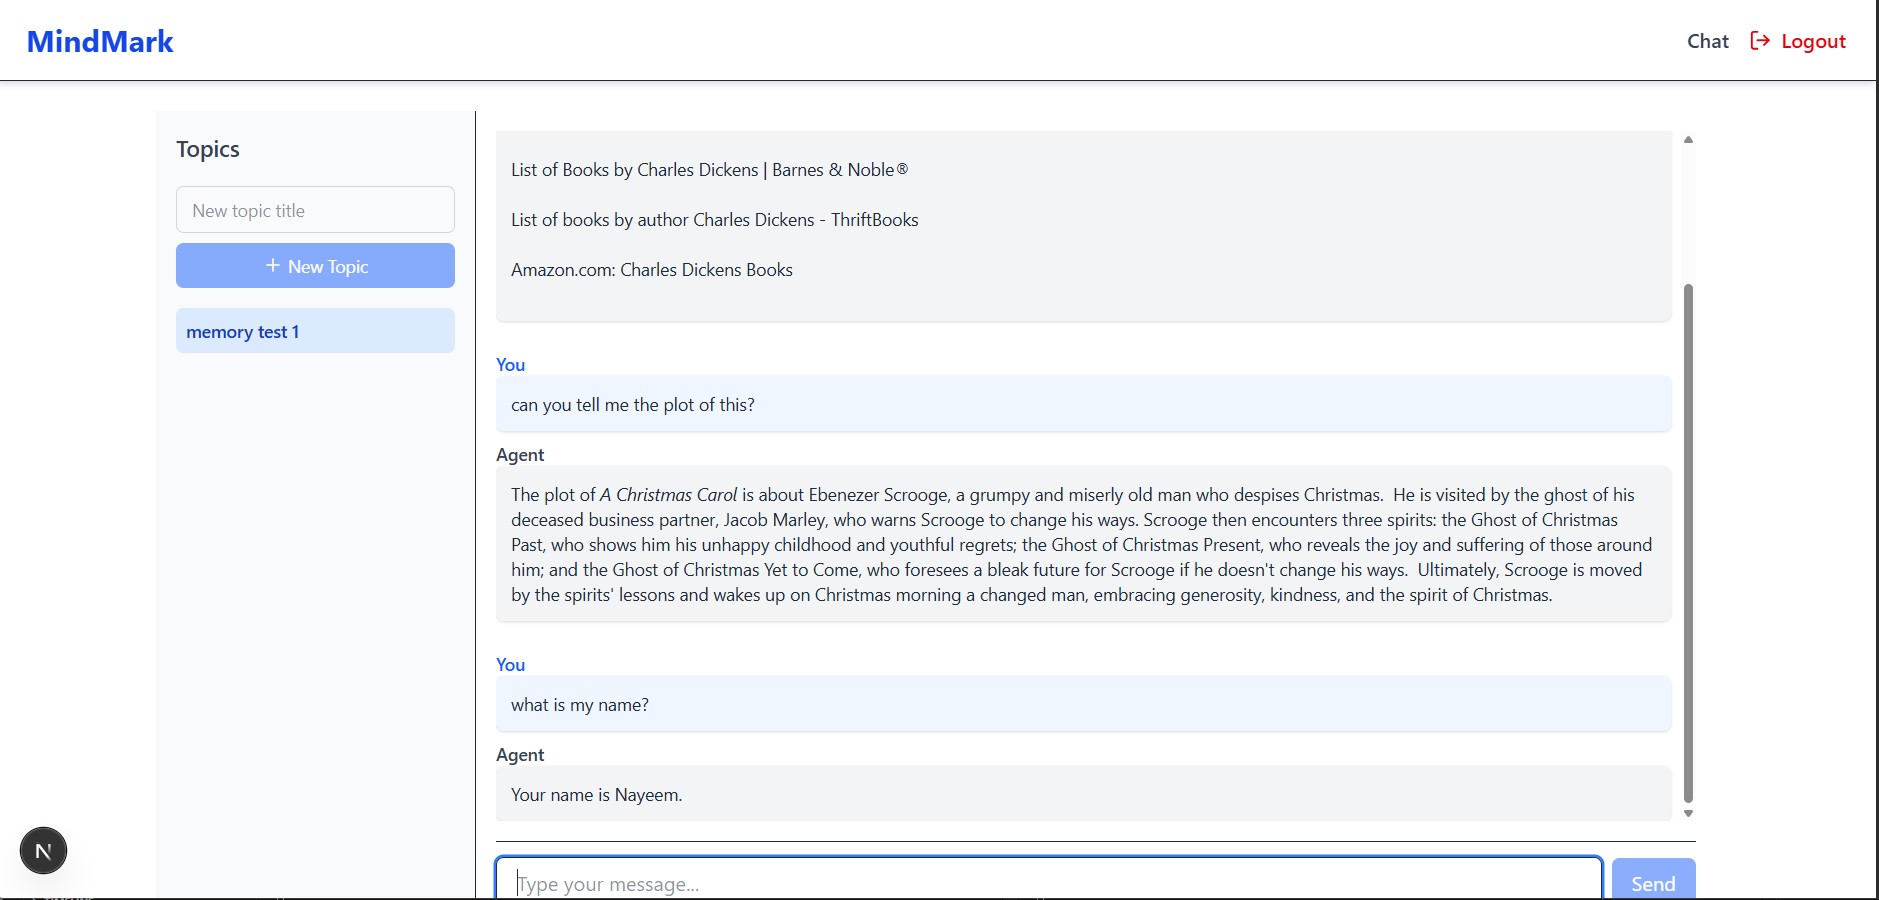 MindMark
Chat
Logout
Topics
New topic title
+ New Topic
memory test 1
List of Books by Charles Dickens | Barnes & Noble®
List of books by author Charles Dickens - ThriftBooks
Amazon.com: Charles Dickens Books
You
can you tell me the plot of this?
Agent
The plot of A Christmas Carol is about Ebenezer Scrooge, a grumpy and miserly old man who despises Christmas.  He is visited by the ghost of his
deceased business partner, Jacob Marley, who warns Scrooge to change his ways. Scrooge then encounters three spirits: the Ghost of Christmas
Past, who shows him his unhappy childhood and youthful regrets; the Ghost of Christmas Present, who reveals the joy and suffering of those around
him; and the Ghost of Christmas Yet to Come, who foresees a bleak future for Scrooge if he doesn't change his ways.  Ultimately, Scrooge is moved
by the spirits' lessons and wakes up on Christmas morning a changed man, embracing generosity, kindness, and the spirit of Christmas.
You
what is my name?
Agent
Your name is Nayeem.
N
Type your message...
Send